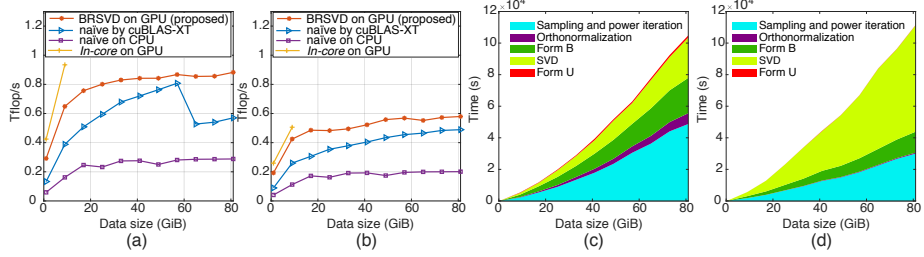 1.2
1
0.8
0.6
0.4
0.2
0
Tflop/s
BRSVD on GPU (proposed)
naïve by cuBLAS-XT
naïve on CPU
In-core on GPU
0 20 40 60 80
Data size (GiB)
(a)
1.2
1
0.8
0.6
0.4
0.2
0
Tflop/s
BRSVD on GPU (proposed)
naïve by cuBLAS-XT
naïve on CPU
In-core on GPU
0 20 40 60 80
Data size (GiB)
(b)
12 × 10⁴
10
8
6
4
2
0
Time (s)
Sampling and power iteration
Orthonormalization
Form B
SVD
Form U
0 20 40 60 80
Data size (GiB)
(c)
12 × 10⁴
10
8
6
4
2
0
Time (s)
Sampling and power iteration
Orthonormalization
Form B
SVD
Form U
0 20 40 60 80
Data size (GiB)
(d)